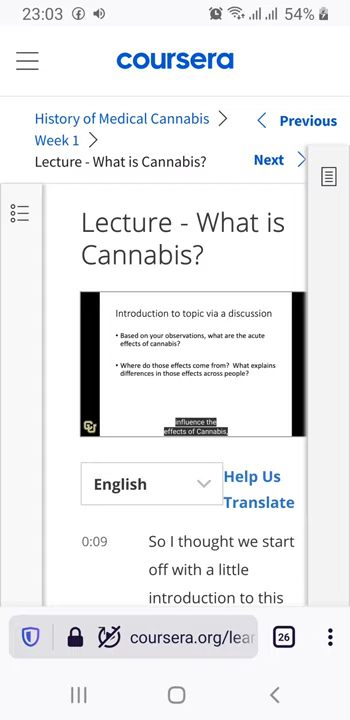 23:03
54%
coursera
History of Medical Cannabis
Previous
Week 1
Lecture - What is Cannabis?
Next
Lecture - What is
Cannabis?
Introduction to topic via a discussion
• Based on your observations, what are the acute
effects of cannabis?
• Where do those effects come from? What explains
differences in those effects across people?
influence the
effects of Cannabis.
CU
English
Help Us
Translate
0:09
So I thought we start
off with a little
introduction to this
coursera.org/lear
26